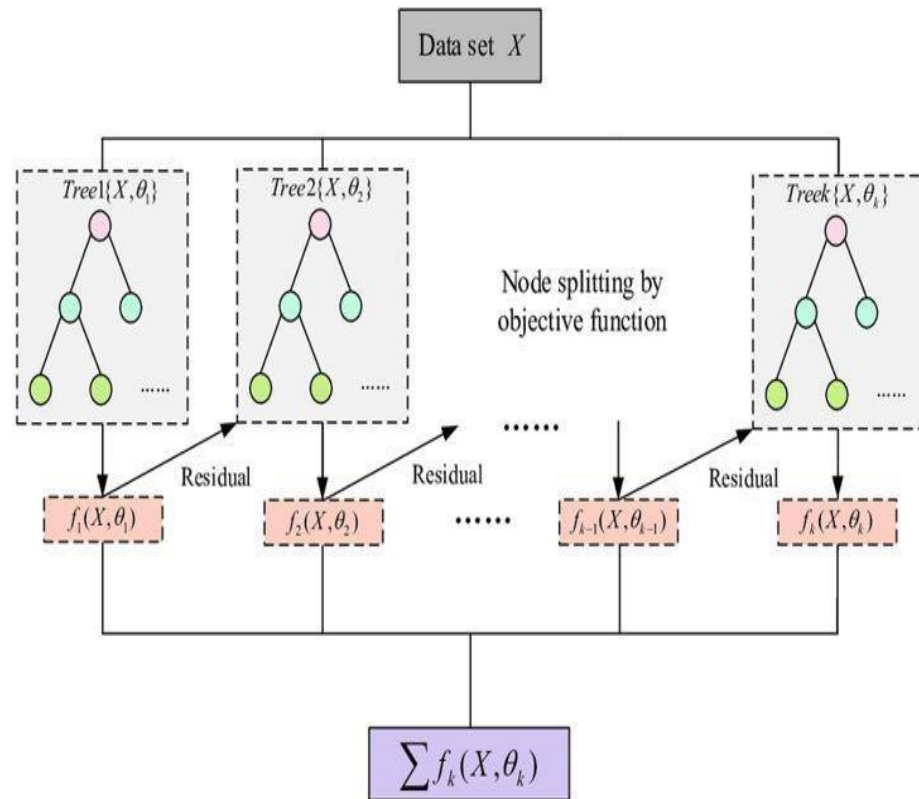 Data set X
Tree1{X,θ₁}
Tree2{X,θ₂}
Treek{X,θₖ}
Node splitting by
objective function
......
......
......
......
Residual
Residual
Residual
f₁(X,θ₁)
f₂(X,θ₂)
......
fₖ₋₁(X,θₖ₋₁)
fₖ(X,θₖ)
∑fₖ(X,θₖ)